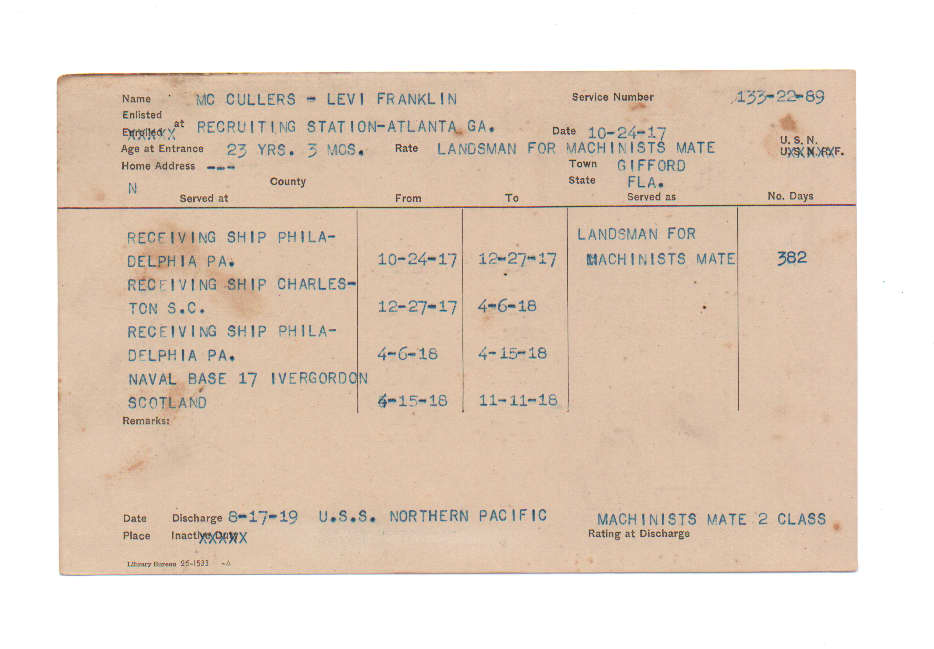 Name MC CULLERS - LEVI FRANKLIN Service Number 133-22-89
Enlisted
Enrolled at RECRUITING STATION-ATLANTA GA. Date 10-24-17 U. S. N.
Age at Entrance 23 YRS. 3 MOS. Rate LANDSMAN FOR MACHINISTS MATE U. S. N. R. F.
Home Address --- Town GIFFORD
N County State FLA.
Served at From To Served as No. Days
RECEIVING SHIP PHILA- LANDSMAN FOR
DELPHIA PA. 10-24-17 12-27-17 MACHINISTS MATE 382
RECEIVING SHIP CHARLES-
TON S.C. 12-27-17 4-6-18
RECEIVING SHIP PHILA-
DELPHIA PA. 4-6-18 4-15-18
NAVAL BASE 17 IVERGORDON
SCOTLAND 4-15-18 11-11-18
Remarks:
Date Discharge 8-17-19 U.S.S. NORTHERN PACIFIC MACHINISTS MATE 2 CLASS
Place Inactive Duty XXXXX Rating at Discharge
Library Bureau 25-1533 -A